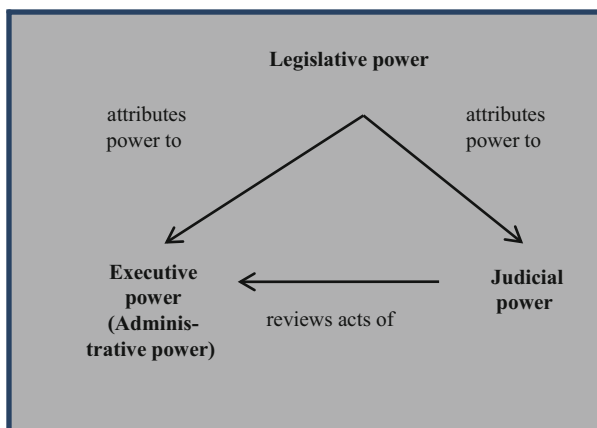 Legislative power
attributes
power to
attributes
power to
Executive
power
(Adminis-
trative power)
reviews acts of
Judicial
power